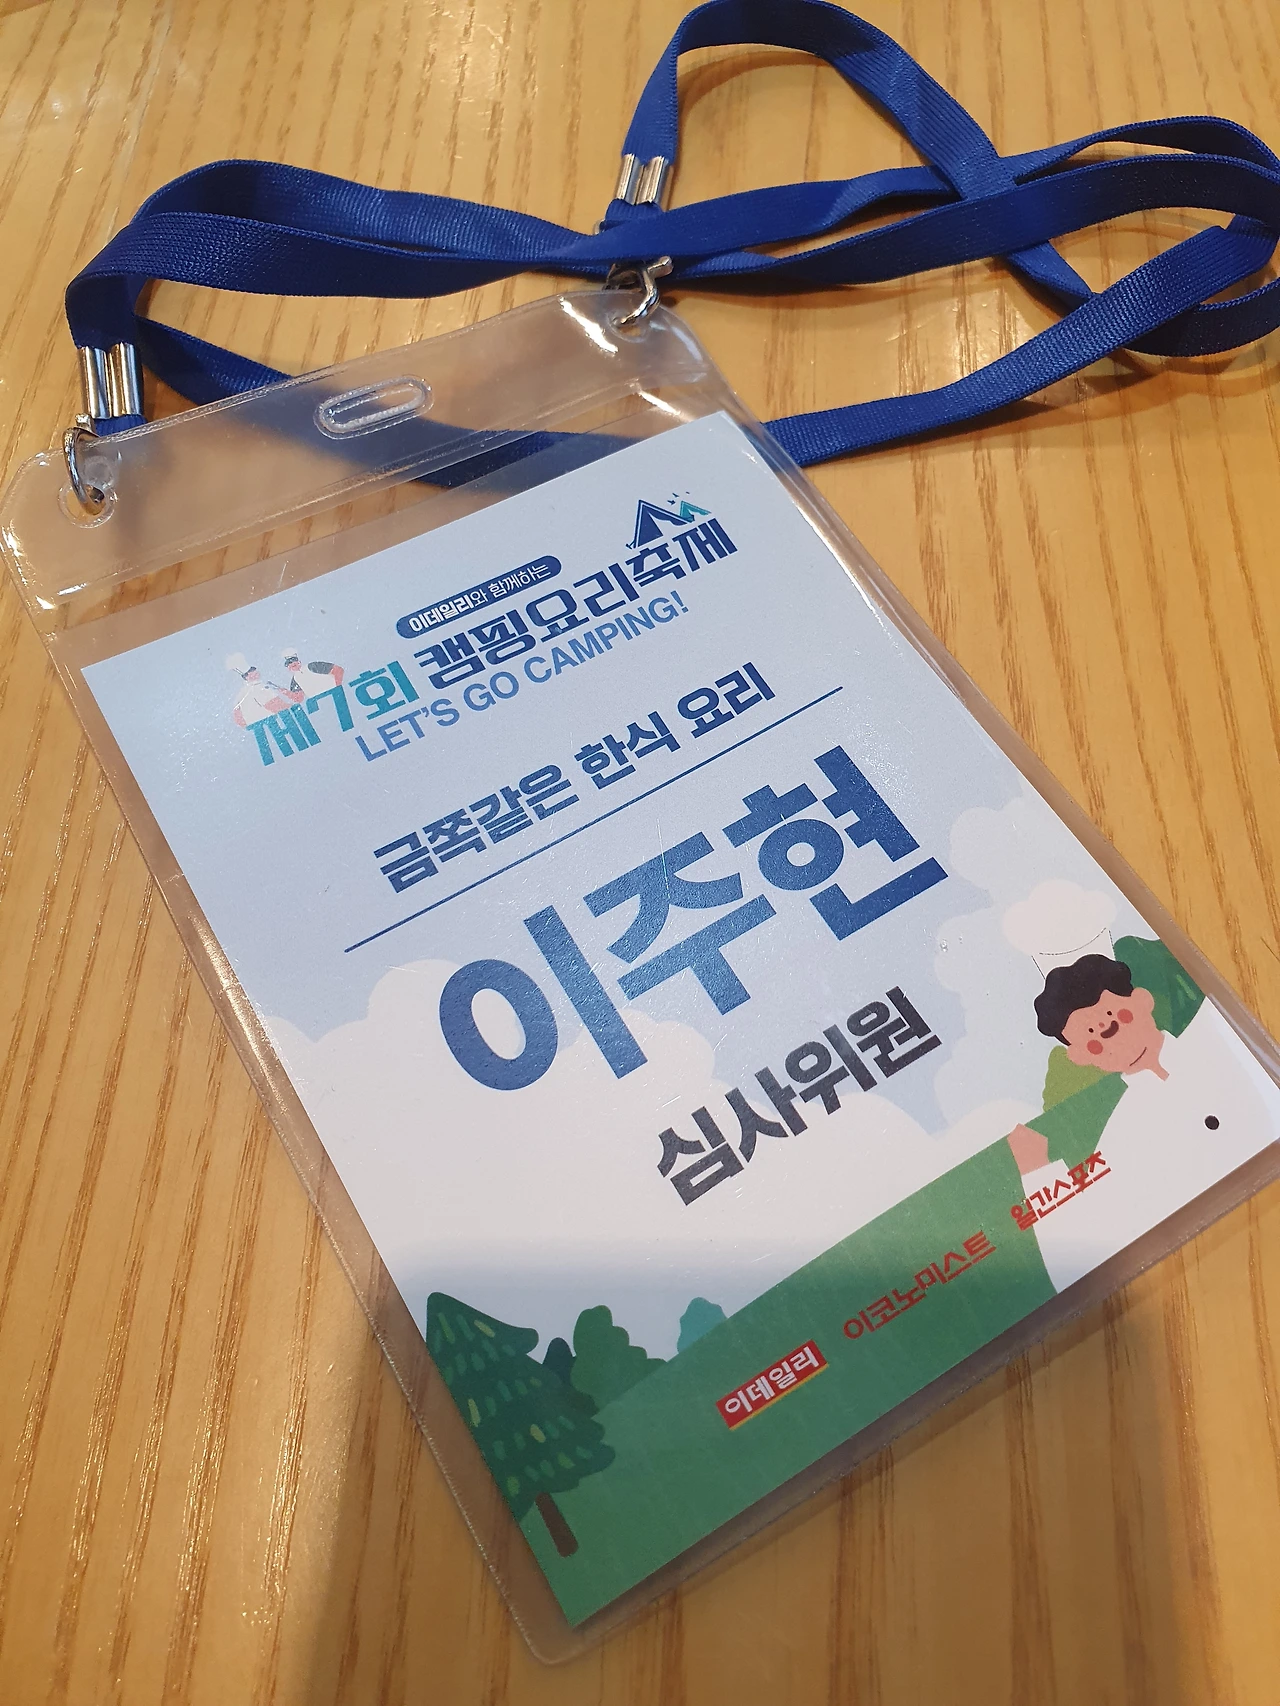 이데일리와 함께하는
제7회 캠핑요리축제
LET'S GO CAMPING!
금쪽같은 한식 요리
이주헌
심사위원
이데일리 이코노미스트 일간스포츠